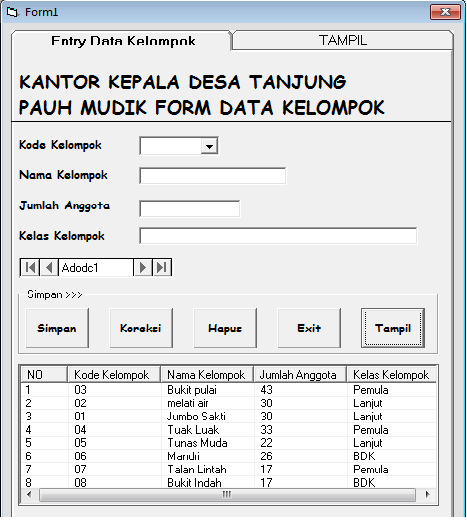 Form1
Entry Data Kelompok TAMPIL
KANTOR KEPALA DESA TANJUNG
PAUH MUDIK FORM DATA KELOMPOK
Kode Kelompok
Nama Kelompok
Jumlah Anggota
Kelas Kelompok
Adodc1
Simpan >>>
Simpan Koreksi Hapus Exit Tampil
NO Kode Kelompok Nama Kelompok Jumlah Anggota Kelas Kelompok
1 03 Bukit pulai 43 Pemula
2 02 melati air 30 Lanjut
3 01 Jumbo Sakti 30 Lanjut
4 04 Tuak Luak 33 Pemula
5 05 Tunas Muda 22 Lanjut
6 06 Mandiri 26 BDK
7 07 Talan Lintah 17 Pemula
8 08 Bukit Indah 17 BDK